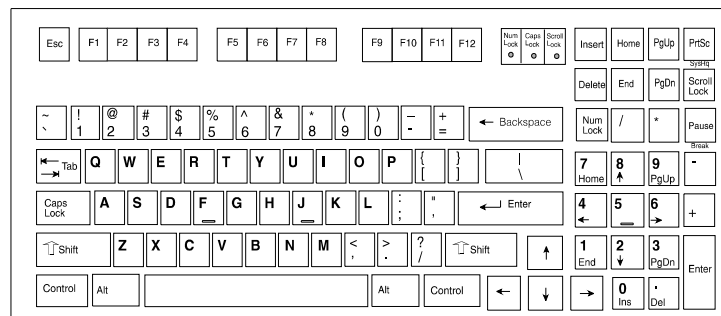 Esc F1 F2 F3 F4 F5 F6 F7 F8 F9 F10 F11 F12 Num Lock Caps Lock Scroll Lock Insert Home PgUp PrtSc
SysRq
Delete End PgDn Scroll Lock
~ ` ! 1 @ 2 # 3 $ 4 % 5 ^ 6 & 7 * 8 ( 9 ) 0 – - + = ← Backspace Num Lock / * Pause
Break
Tab Q W E R T Y U I O P { [ } ] | \ 7 Home 8 ↑ 9 PgUp -
Caps Lock A S D F G H J K L : ; " ' ↵ Enter 4 ← 5 6 → +
⇧ Shift Z X C V B N M < , > . ? / ⇧ Shift ↑ 1 End 2 ↓ 3 PgDn Enter
Control Alt Alt Control ← ↓ → 0 Ins . Del